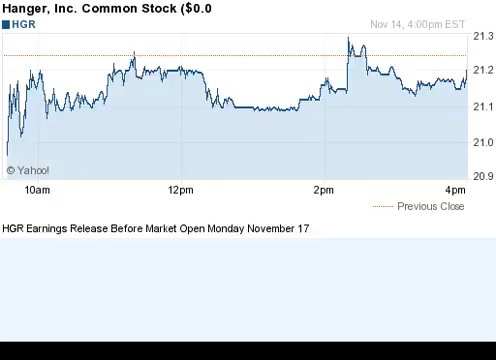 Hanger, Inc. Common Stock ($0.0
HGR
Nov 14, 4:00pm EST
21.3
21.2
21.1
21.0
20.9
© Yahoo!
10am 12pm 2pm 4pm
Previous Close
HGR Earnings Release Before Market Open Monday November 17